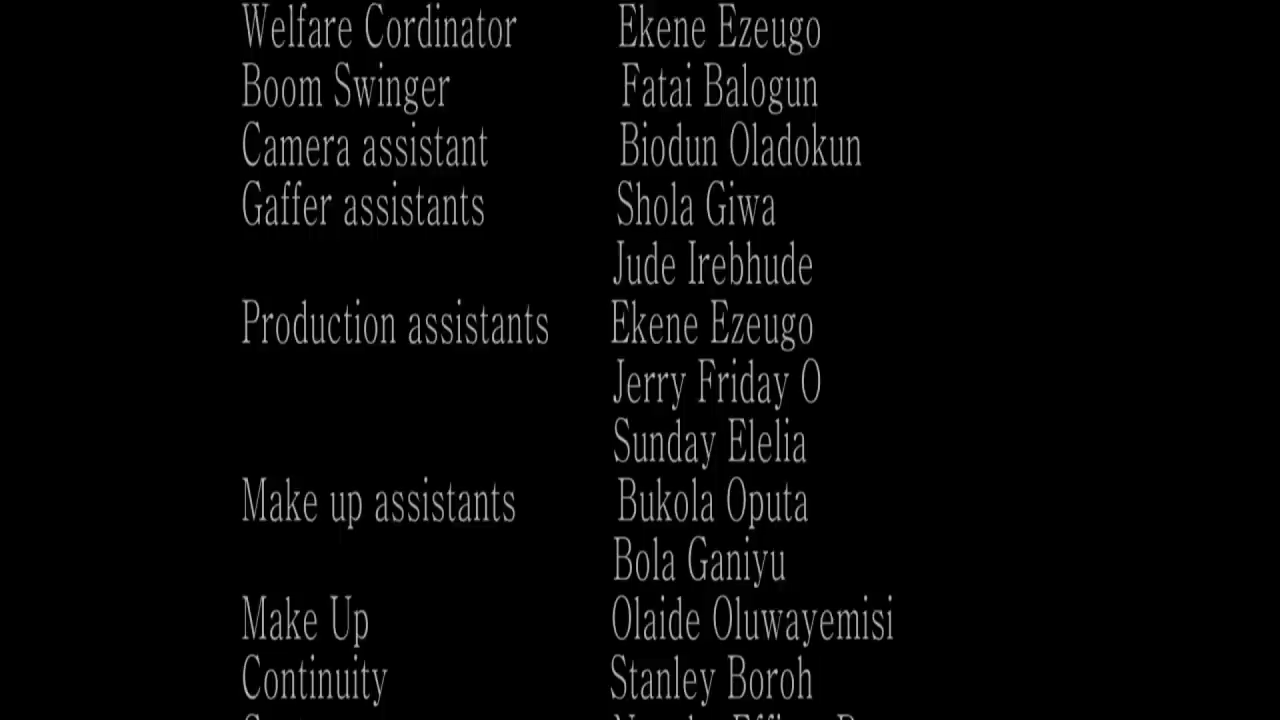 Welfare Cordinator Ekene Ezeugo
Boom Swinger Fatai Balogun
Camera assistant Biodun Oladokun
Gaffer assistants Shola Giwa
Jude Irebhude
Production assistants Ekene Ezeugo
Jerry Friday O
Sunday Elelia
Make up assistants Bukola Oputa
Bola Ganiyu
Make Up Olaide Oluwayemisi
Continuity Stanley Boroh